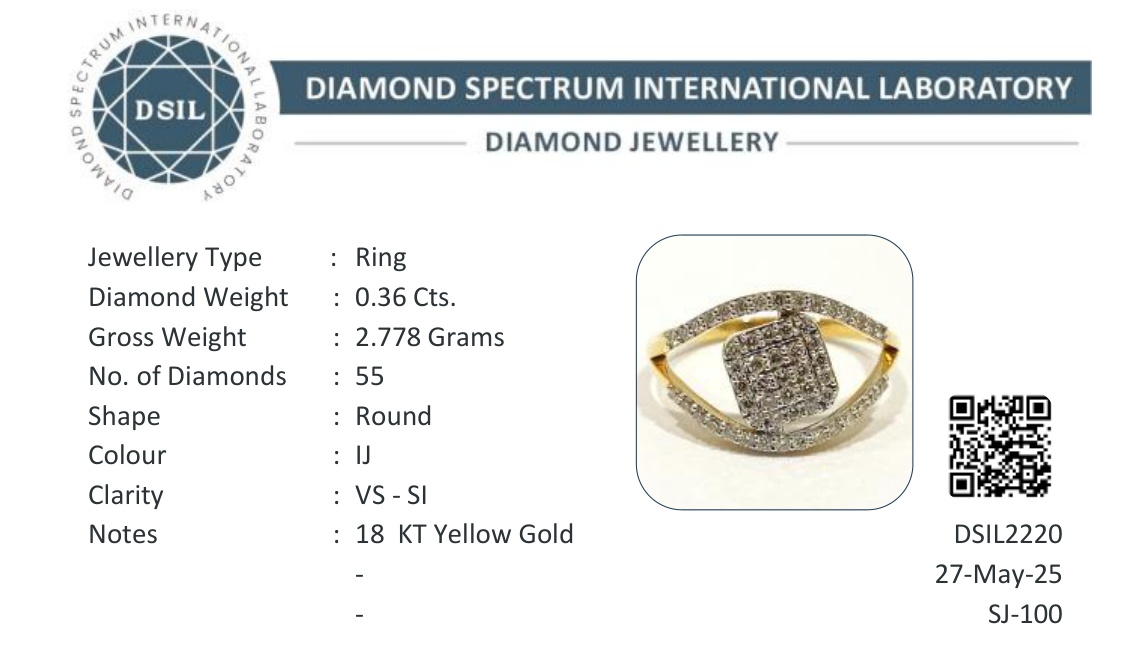 DIAMOND SPECTRUM INTERNATIONAL LABORATORY
DSIL
DIAMOND SPECTRUM INTERNATIONAL LABORATORY
DIAMOND JEWELLERY
Jewellery Type : Ring
Diamond Weight : 0.36 Cts.
Gross Weight : 2.778 Grams
No. of Diamonds : 55
Shape : Round
Colour : IJ
Clarity : VS - SI
Notes : 18 KT Yellow Gold
-
-
DSIL2220
27-May-25
SJ-100